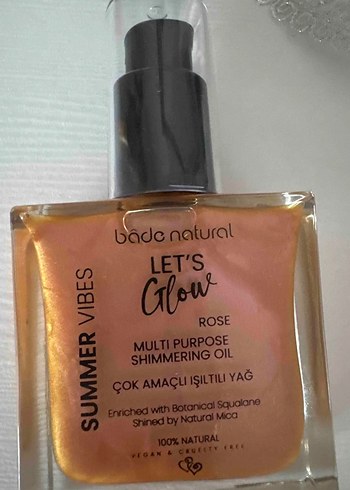 bâde natural
LET'S
Glow
ROSE
MULTI PURPOSE
SHIMMERING OIL
ÇOK AMAÇLI IŞILTILI YAĞ
Enriched with Botanical Squalane
Shined by Natural Mica
100% NATURAL
VEGAN & CRUELTY FREE
SUMMER VIBES